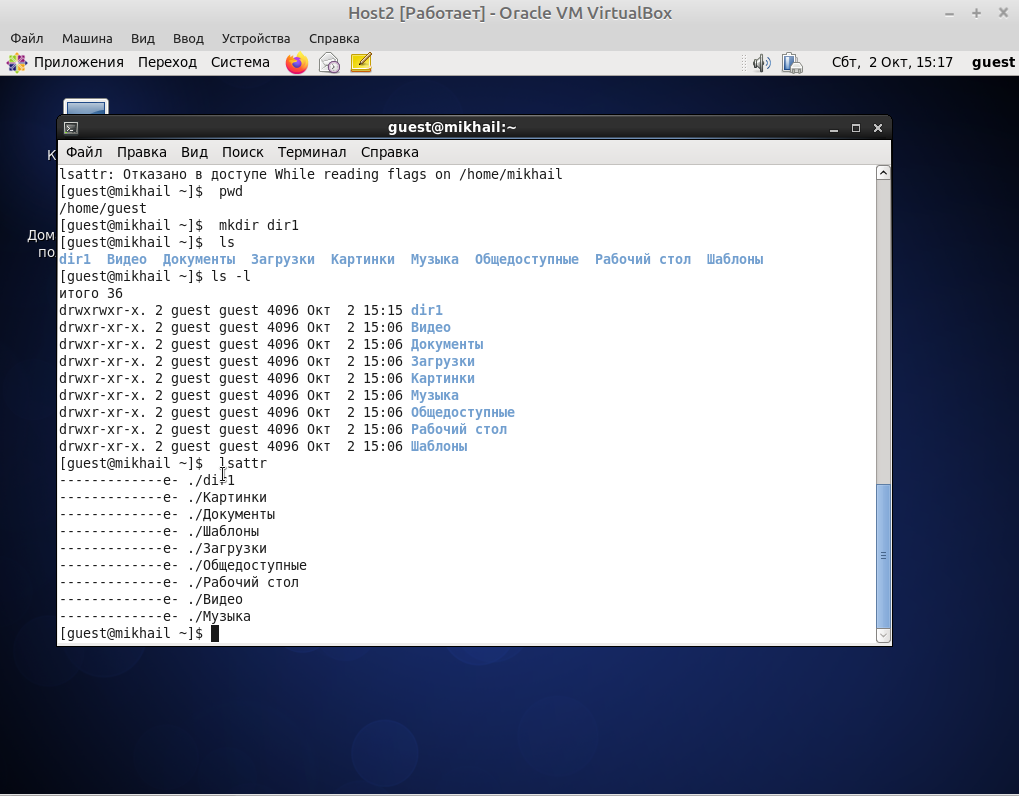 Host2 [Работает] - Oracle VM VirtualBox
Файл Машина Вид Ввод Устройства Справка
Приложения Переход Система Сбт, 2 Окт, 15:17 guest
guest@mikhail:~
К
Дом
по
Файл Правка Вид Поиск Терминал Справка
lsattr: Отказано в доступе While reading flags on /home/mikhail
[guest@mikhail ~]$  pwd
/home/guest
[guest@mikhail ~]$  mkdir dir1
[guest@mikhail ~]$  ls
dir1  Видео  Документы  Загрузки  Картинки  Музыка  Общедоступные  Рабочий стол  Шаблоны
[guest@mikhail ~]$ ls -l
итого 36
drwxrwxr-x. 2 guest guest 4096 Окт  2 15:15 dir1
drwxr-xr-x. 2 guest guest 4096 Окт  2 15:06 Видео
drwxr-xr-x. 2 guest guest 4096 Окт  2 15:06 Документы
drwxr-xr-x. 2 guest guest 4096 Окт  2 15:06 Загрузки
drwxr-xr-x. 2 guest guest 4096 Окт  2 15:06 Картинки
drwxr-xr-x. 2 guest guest 4096 Окт  2 15:06 Музыка
drwxr-xr-x. 2 guest guest 4096 Окт  2 15:06 Общедоступные
drwxr-xr-x. 2 guest guest 4096 Окт  2 15:06 Рабочий стол
drwxr-xr-x. 2 guest guest 4096 Окт  2 15:06 Шаблоны
[guest@mikhail ~]$  lsattr
-------------e- ./dir1
-------------e- ./Картинки
-------------e- ./Документы
-------------e- ./Шаблоны
-------------e- ./Загрузки
-------------e- ./Общедоступные
-------------e- ./Рабочий стол
-------------e- ./Видео
-------------e- ./Музыка
[guest@mikhail ~]$